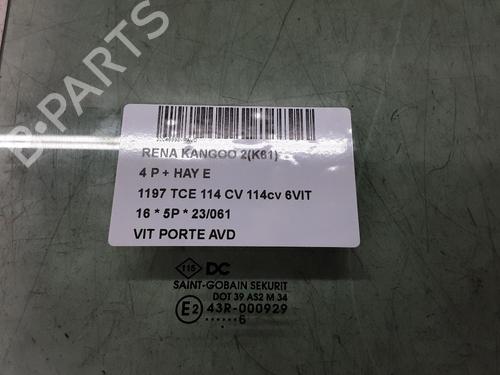 B-PARTS
RENA KANGOO 2(K61)
4 P + HAY E
1197 TCE 114 CV 114cv 6VIT
16 * 5P * 23/061
VIT PORTE AVD
115 DC
SAINT-GOBAIN SEKURIT
DOT 39 AS2 M 34
E2 43R-000929
......6